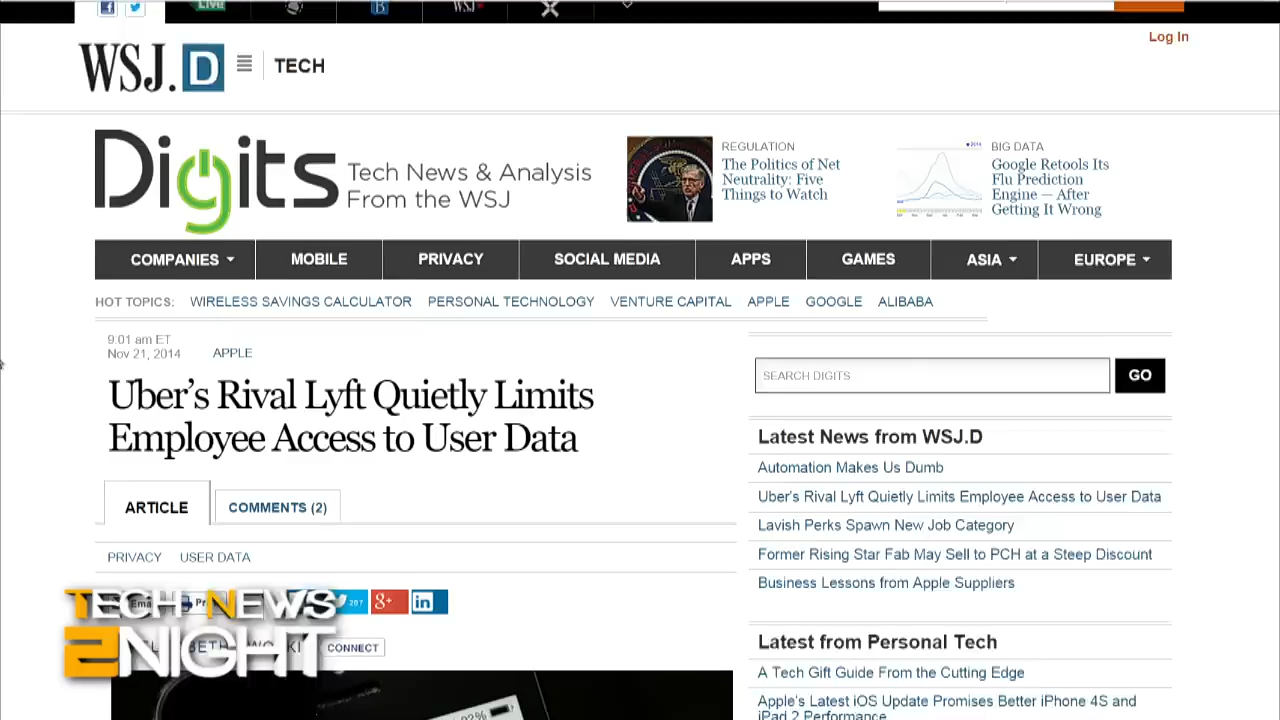 LIVE
B
WSJ
Log In
WSJ.D
TECH
Digits
Tech News & Analysis
From the WSJ
REGULATION
The Politics of Net
Neutrality: Five
Things to Watch
BIG DATA
Google Retools Its
Flu Prediction
Engine — After
Getting It Wrong
COMPANIES
MOBILE
PRIVACY
SOCIAL MEDIA
APPS
GAMES
ASIA
EUROPE
HOT TOPICS: WIRELESS SAVINGS CALCULATOR PERSONAL TECHNOLOGY VENTURE CAPITAL APPLE GOOGLE ALIBABA
9:01 am ET
Nov 21, 2014
APPLE
Uber's Rival Lyft Quietly Limits
Employee Access to User Data
ARTICLE
COMMENTS (2)
PRIVACY USER DATA
267
g+
in
CONNECT
TECH NEWS
2NIGHT
SEARCH DIGITS
GO
Latest News from WSJ.D
Automation Makes Us Dumb
Uber's Rival Lyft Quietly Limits Employee Access to User Data
Lavish Perks Spawn New Job Category
Former Rising Star Fab May Sell to PCH at a Steep Discount
Business Lessons from Apple Suppliers
Latest from Personal Tech
A Tech Gift Guide From the Cutting Edge
Apple's Latest iOS Update Promises Better iPhone 4S and
iPad 2 Performance